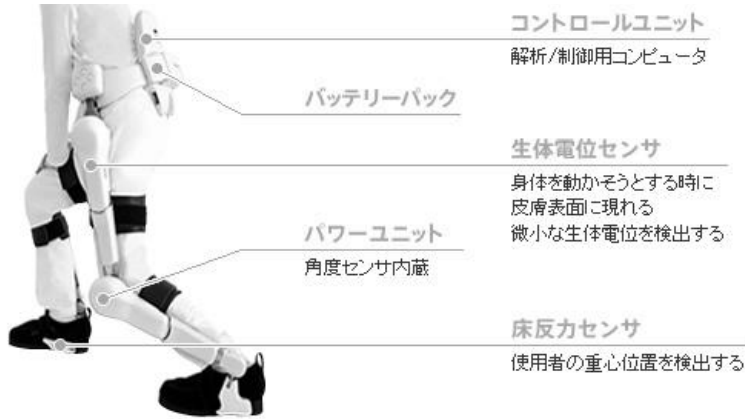 コントロールユニット
解析/制御用コンピュータ
バッテリーパック
生体電位センサ
身体を動かそうとする時に
皮膚表面に現れる
微小な生体電位を検出する
パワーユニット
角度センサ内蔵
床反力センサ
使用者の重心位置を検出する